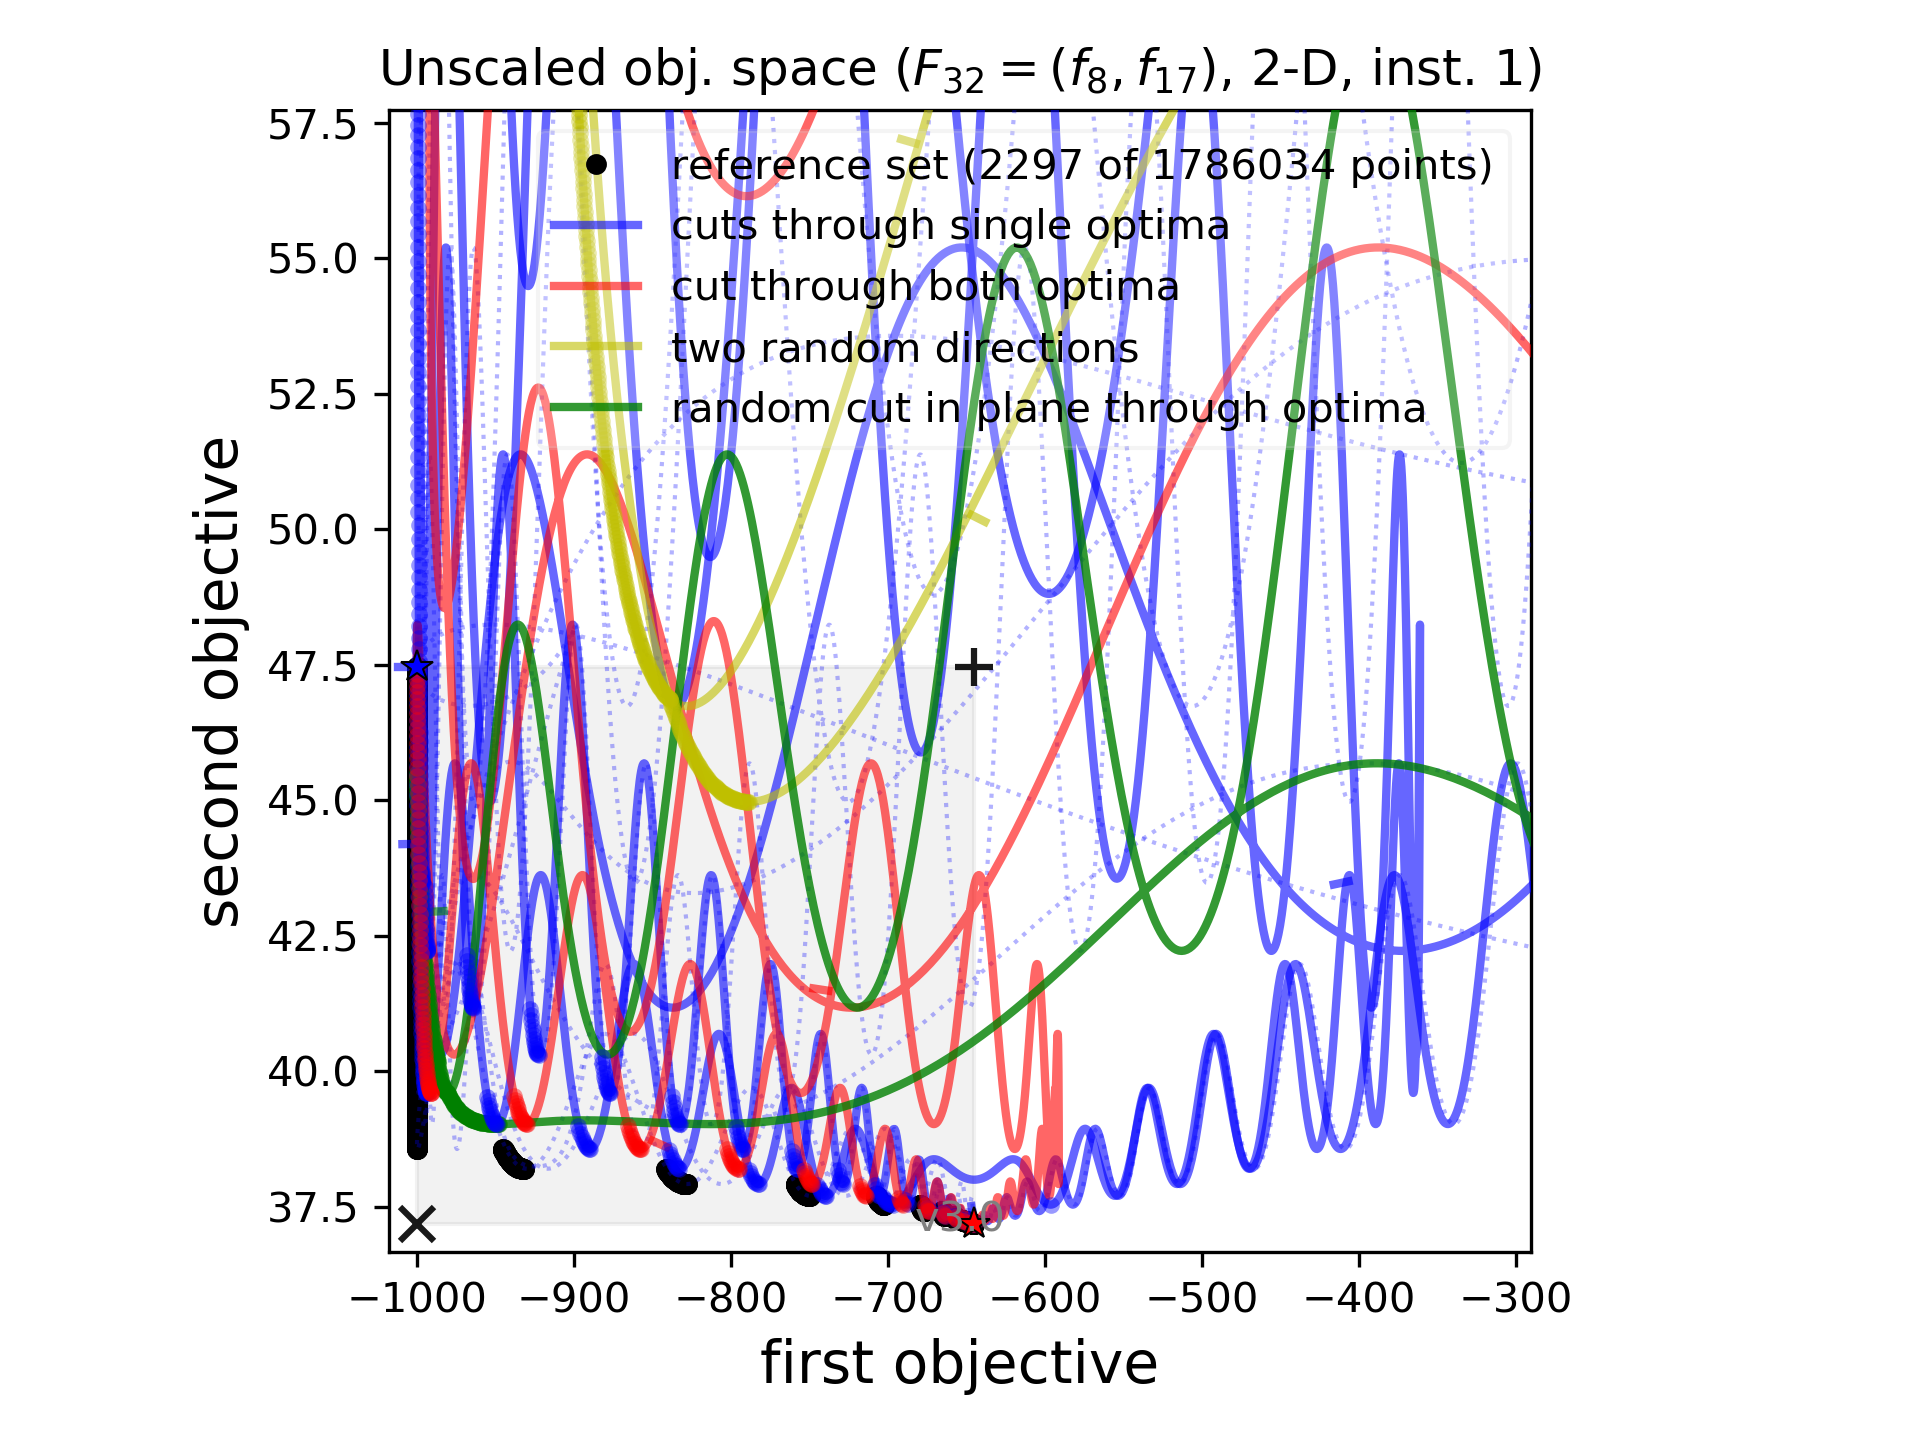 Unscaled obj. space (F32 = (f8, f17), 2-D, inst. 1)
57.5
55.0
52.5
50.0
47.5
45.0
42.5
40.0
37.5
second objective
reference set (2297 of 1786034 points)
cuts through single optima
cut through both optima
two random directions
random cut in plane through optima
v3.0
−1000
−900
−800
−700
−600
−500
−400
−300
first objective